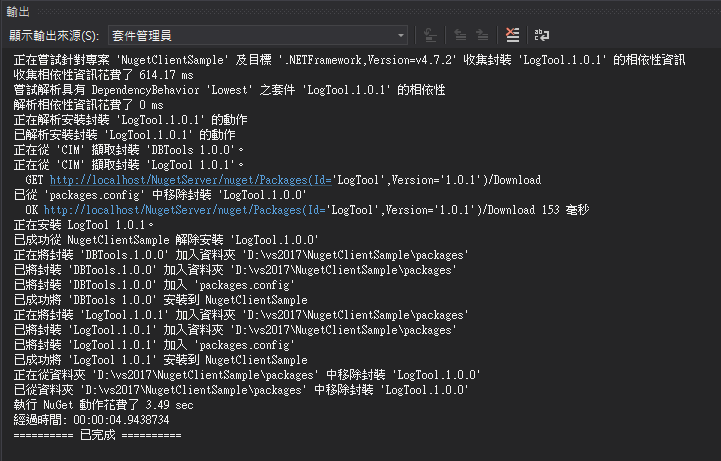 輸出
顯示輸出來源(S): 套件管理員
正在嘗試針對專案 'NugetClientSample' 及目標 '.NETFramework,Version=v4.7.2' 收集封裝 'LogTool.1.0.1' 的相依性資訊
收集相依性資訊花費了 614.17 ms
嘗試解析具有 DependencyBehavior 'Lowest' 之套件 'LogTool.1.0.1' 的相依性
解析相依性資訊花費了 0 ms
正在解析安裝封裝 'LogTool.1.0.1' 的動作
已解析安裝封裝 'LogTool.1.0.1' 的動作
正在從 'CIM' 擷取封裝 'DBTools 1.0.0'。
正在從 'CIM' 擷取封裝 'LogTool 1.0.1'。
GET http://localhost/NugetServer/nuget/Packages(Id='LogTool',Version='1.0.1')/Download
已從 'packages.config' 中移除封裝 'LogTool.1.0.0'
OK http://localhost/NugetServer/nuget/Packages(Id='LogTool',Version='1.0.1')/Download 153 毫秒
正在安裝 LogTool 1.0.1。
已成功從 NugetClientSample 解除安裝 'LogTool.1.0.0'
正在將封裝 'DBTools.1.0.0' 加入資料夾 'D:\vs2017\NugetClientSample\packages'
已將封裝 'DBTools.1.0.0' 加入資料夾 'D:\vs2017\NugetClientSample\packages'
已將封裝 'DBTools.1.0.0' 加入 'packages.config'
已成功將 'DBTools 1.0.0' 安裝到 NugetClientSample
正在將封裝 'LogTool.1.0.1' 加入資料夾 'D:\vs2017\NugetClientSample\packages'
已將封裝 'LogTool.1.0.1' 加入資料夾 'D:\vs2017\NugetClientSample\packages'
已將封裝 'LogTool.1.0.1' 加入 'packages.config'
已成功將 'LogTool 1.0.1' 安裝到 NugetClientSample
正在從資料夾 'D:\vs2017\NugetClientSample\packages' 中移除封裝 'LogTool.1.0.0'
已從資料夾 'D:\vs2017\NugetClientSample\packages' 中移除封裝 'LogTool.1.0.0'
執行 NuGet 動作花費了 3.49 sec
經過時間: 00:00:04.9438734
========== 已完成 ==========